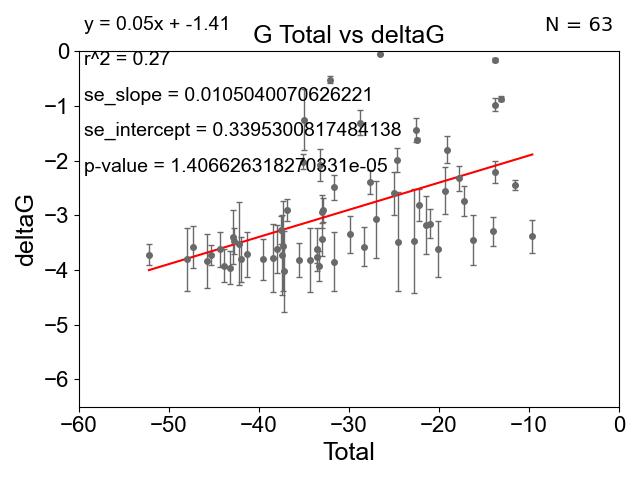 y = 0.05x + -1.41
N = 63
G Total vs deltaG
r^2 = 0.27
se_slope = 0.0105040070626221
se_intercept = 0.3395300817484138
p-value = 1.406626318270831e-05
0
−1
−2
−3
−4
−5
−6
deltaG
−60
−50
−40
−30
−20
−10
0
Total